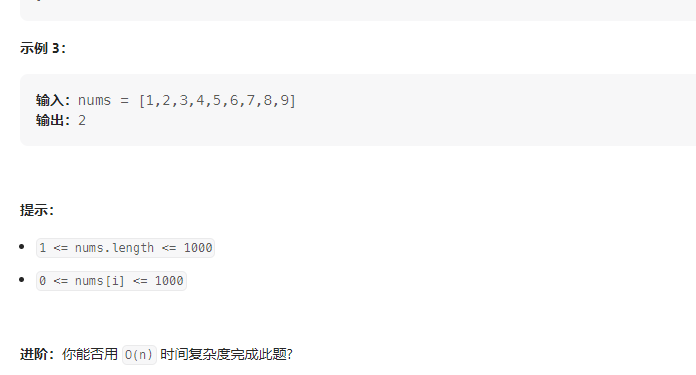 示例 3：
输入：nums = [1,2,3,4,5,6,7,8,9]
输出：2
提示：
1 <= nums.length <= 1000
0 <= nums[i] <= 1000
进阶：你能否用 O(n) 时间复杂度完成此题?